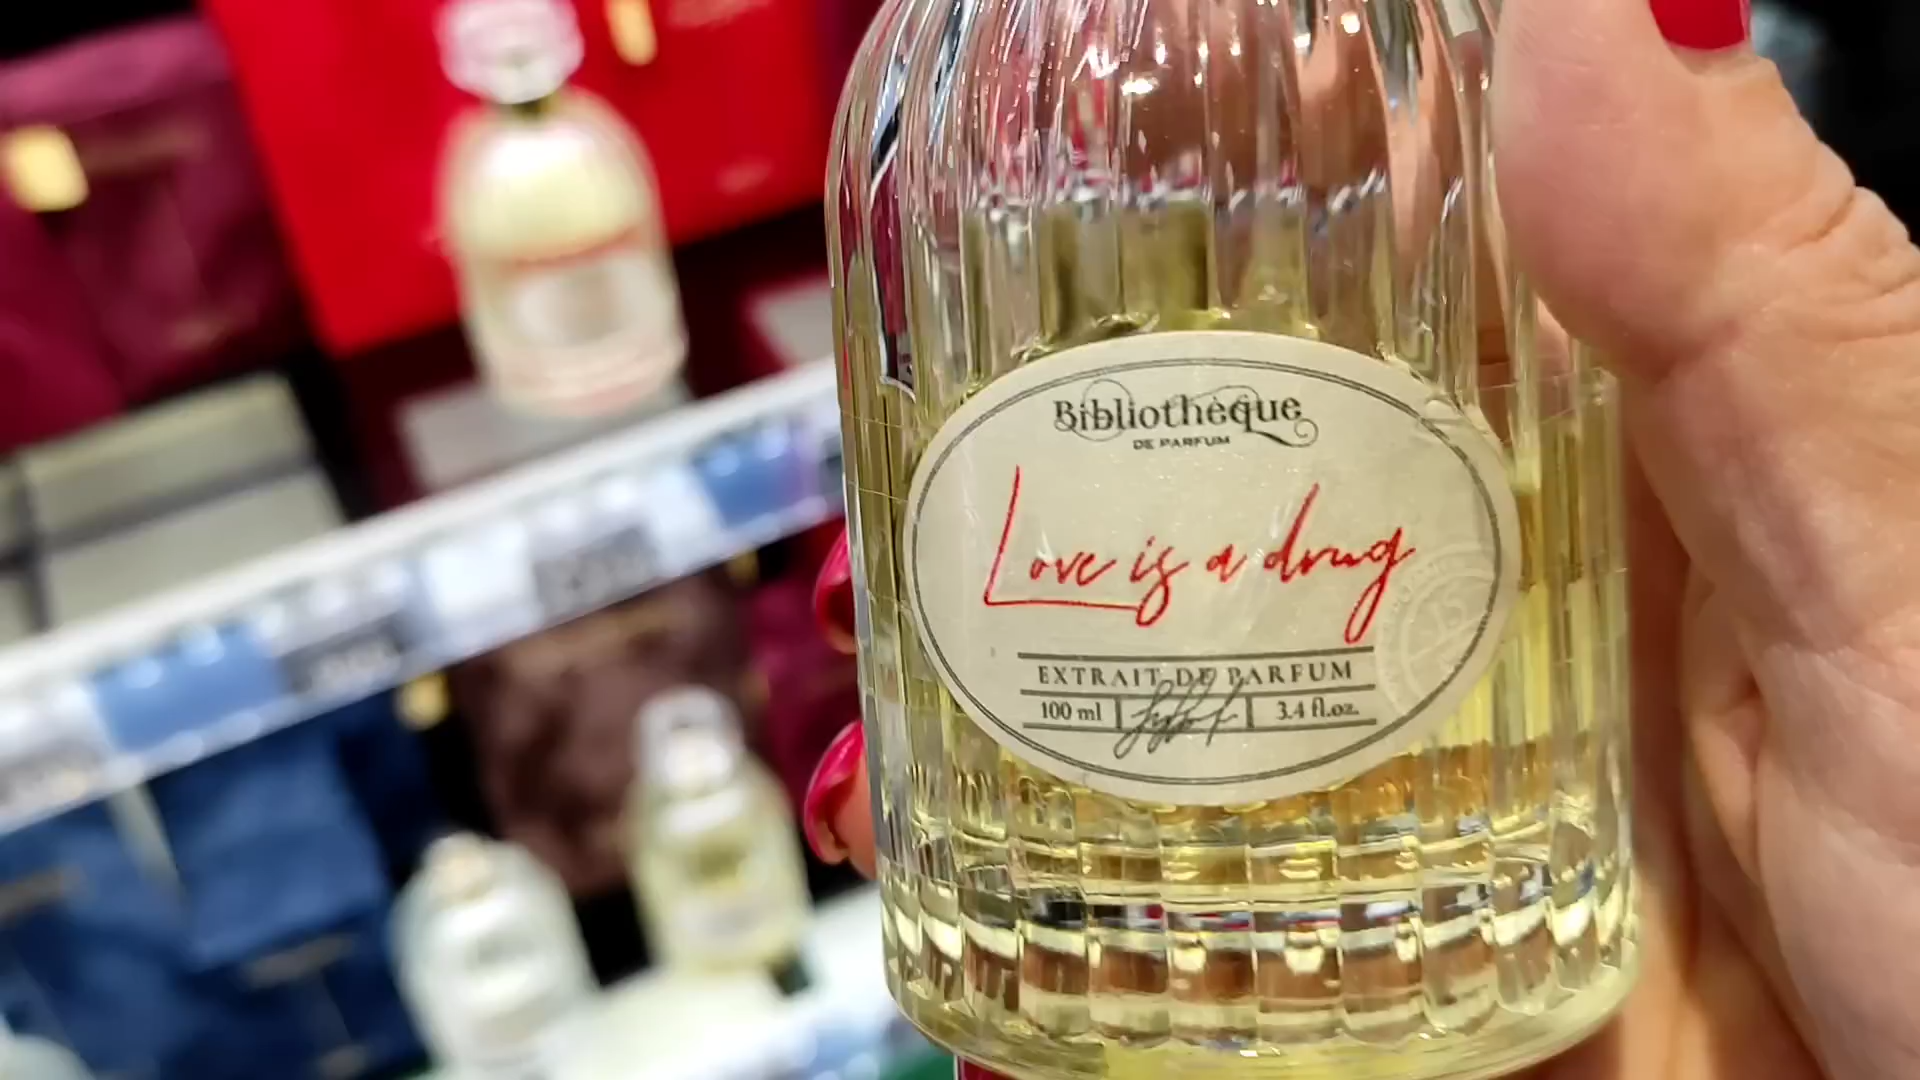 Bibliothèque
DE PARFUM
Love is a drug
EXTRAIT DE PARFUM
100 ml
3.4 fl.oz.